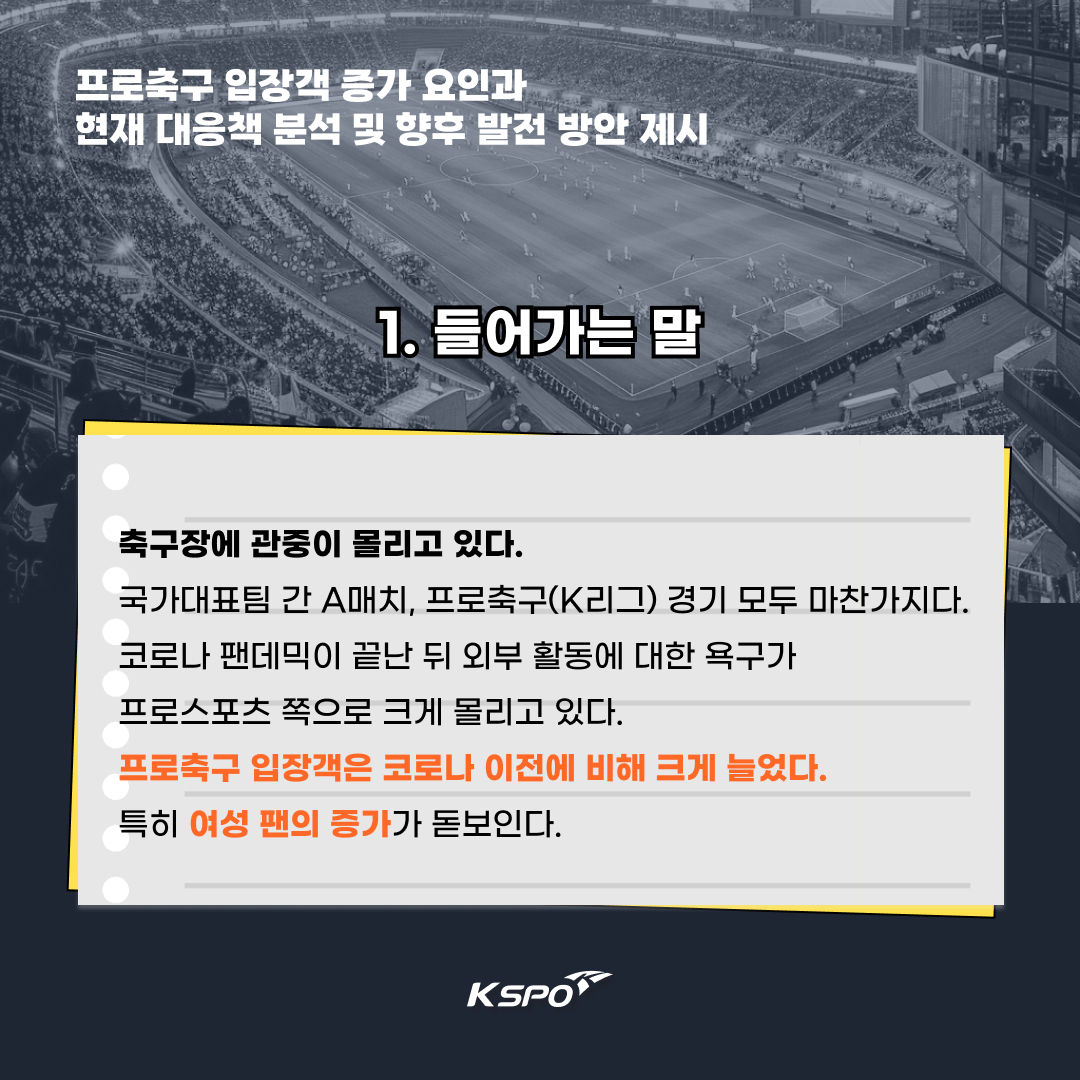 프로축구 입장객 증가 요인과
현재 대응책 분석 및 향후 발전 방안 제시
1. 들어가는 말
축구장에 관중이 몰리고 있다.
국가대표팀 간 A매치, 프로축구(K리그) 경기 모두 마찬가지다.
코로나 팬데믹이 끝난 뒤 외부 활동에 대한 욕구가
프로스포츠 쪽으로 크게 몰리고 있다.
프로축구 입장객은 코로나 이전에 비해 크게 늘었다.
특히 여성 팬의 증가가 돋보인다.
KSPO